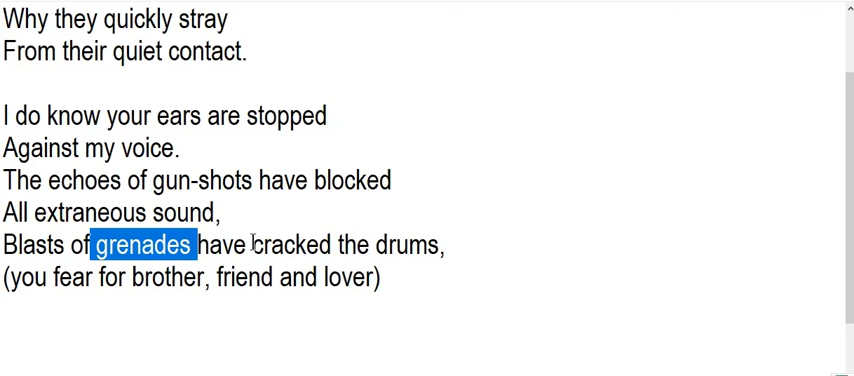 Why they quickly stray
From their quiet contact.
I do know your ears are stopped
Against my voice.
The echoes of gun-shots have blocked
All extraneous sound,
Blasts of grenades have cracked the drums,
(you fear for brother, friend and lover)